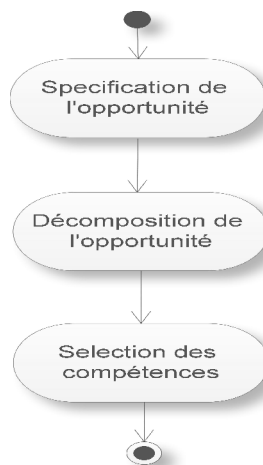 Specification de
l'opportunité
Décomposition de
l'opportunité
Selection des
compétences